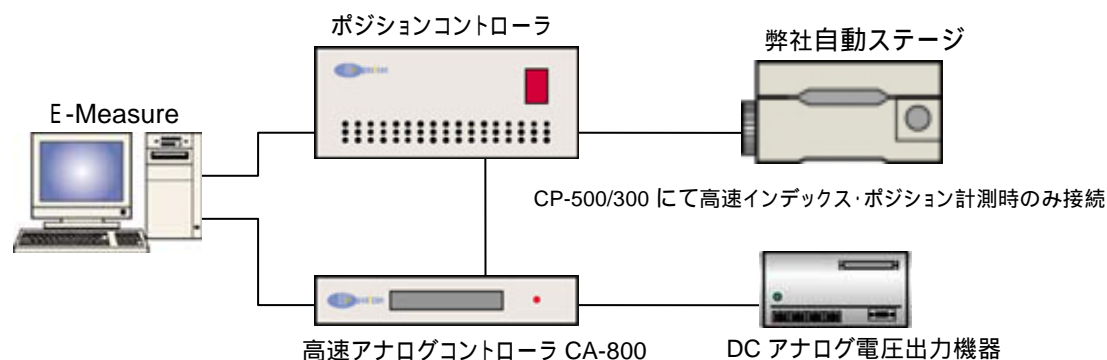 ポジションコントローラ
弊社自動ステージ
E-Measure
CP-500/300 にて高速インデックス･ポジション計測時のみ接続
高速アナログコントローラ CA-800
DC アナログ電圧出力機器